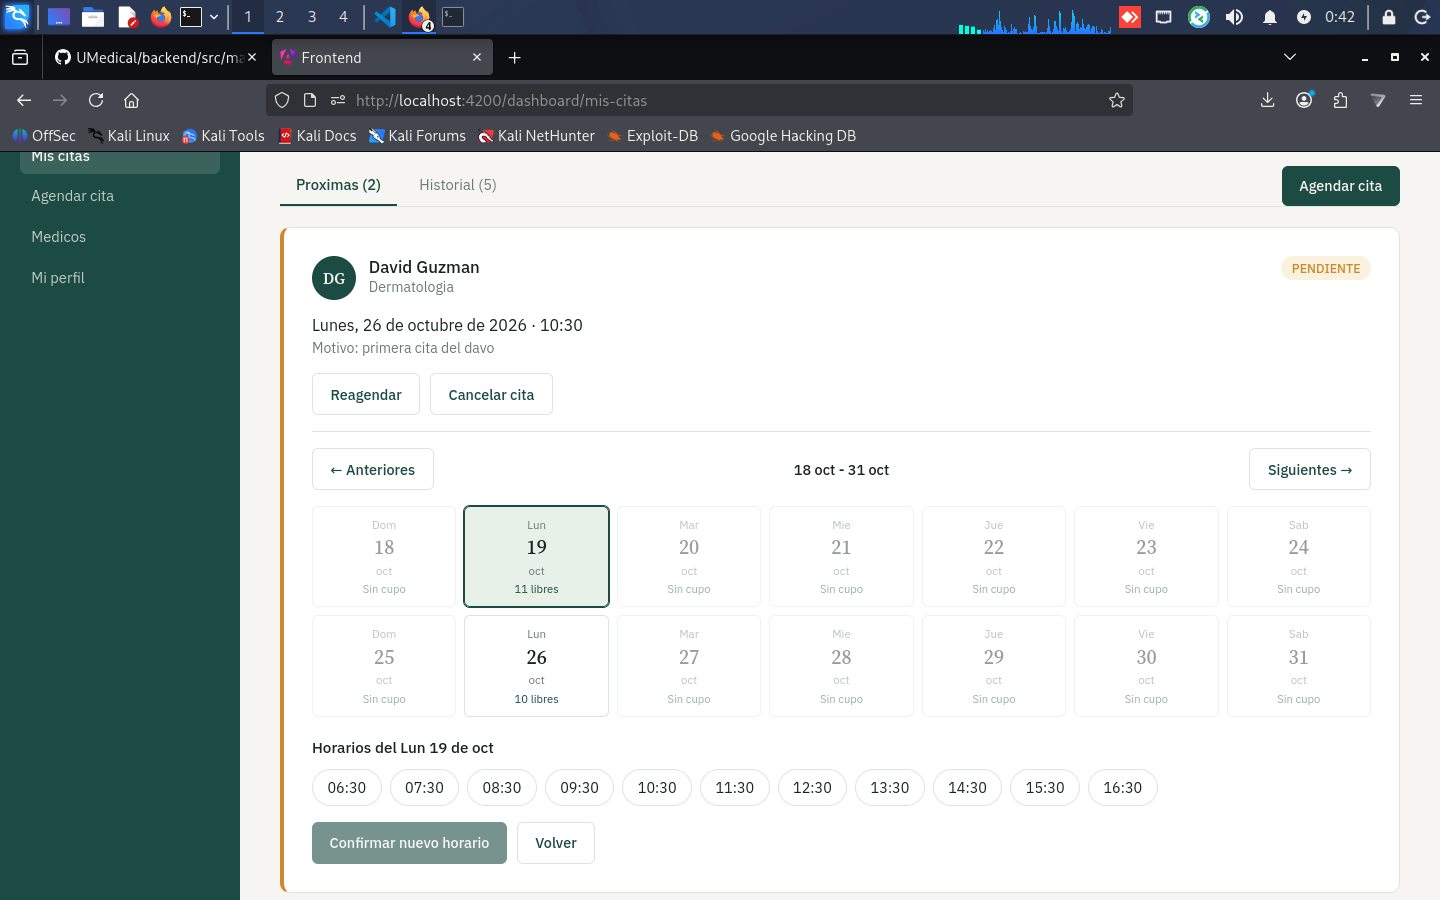 1 2 3 4 4 0:42
UMedical/backend/src/ma Frontend
http://localhost:4200/dashboard/mis-citas
OffSec Kali Linux Kali Tools Kali Docs Kali Forums Kali NetHunter Exploit-DB Google Hacking DB
Mis citas
Agendar cita
Medicos
Mi perfil
Proximas (2) Historial (5) Agendar cita
DG
David Guzman
Dermatologia
PENDIENTE
Lunes, 26 de octubre de 2026 · 10:30
Motivo: primera cita del davo
Reagendar Cancelar cita
← Anteriores 18 oct - 31 oct Siguientes →
Dom Lun Mar Mie Jue Vie Sab
18 19 20 21 22 23 24
oct oct oct oct oct oct oct
Sin cupo 11 libres Sin cupo Sin cupo Sin cupo Sin cupo Sin cupo
Dom Lun Mar Mie Jue Vie Sab
25 26 27 28 29 30 31
oct oct oct oct oct oct oct
Sin cupo 10 libres Sin cupo Sin cupo Sin cupo Sin cupo Sin cupo
Horarios del Lun 19 de oct
06:30 07:30 08:30 09:30 10:30 11:30 12:30 13:30 14:30 15:30 16:30
Confirmar nuevo horario Volver